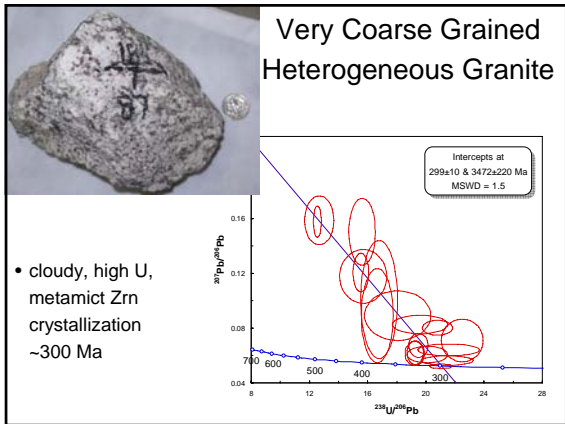 Very Coarse Grained
Heterogeneous Granite
87
Intercepts at
299±10 & 3472±220 Ma
MSWD = 1.5
• cloudy, high U,
metamict Zrn
crystallization
~300 Ma
207Pb/206Pb
0.16
0.12
0.08
0.04
700
600
500
400
300
8 12 16 20 24 28
238U/206Pb